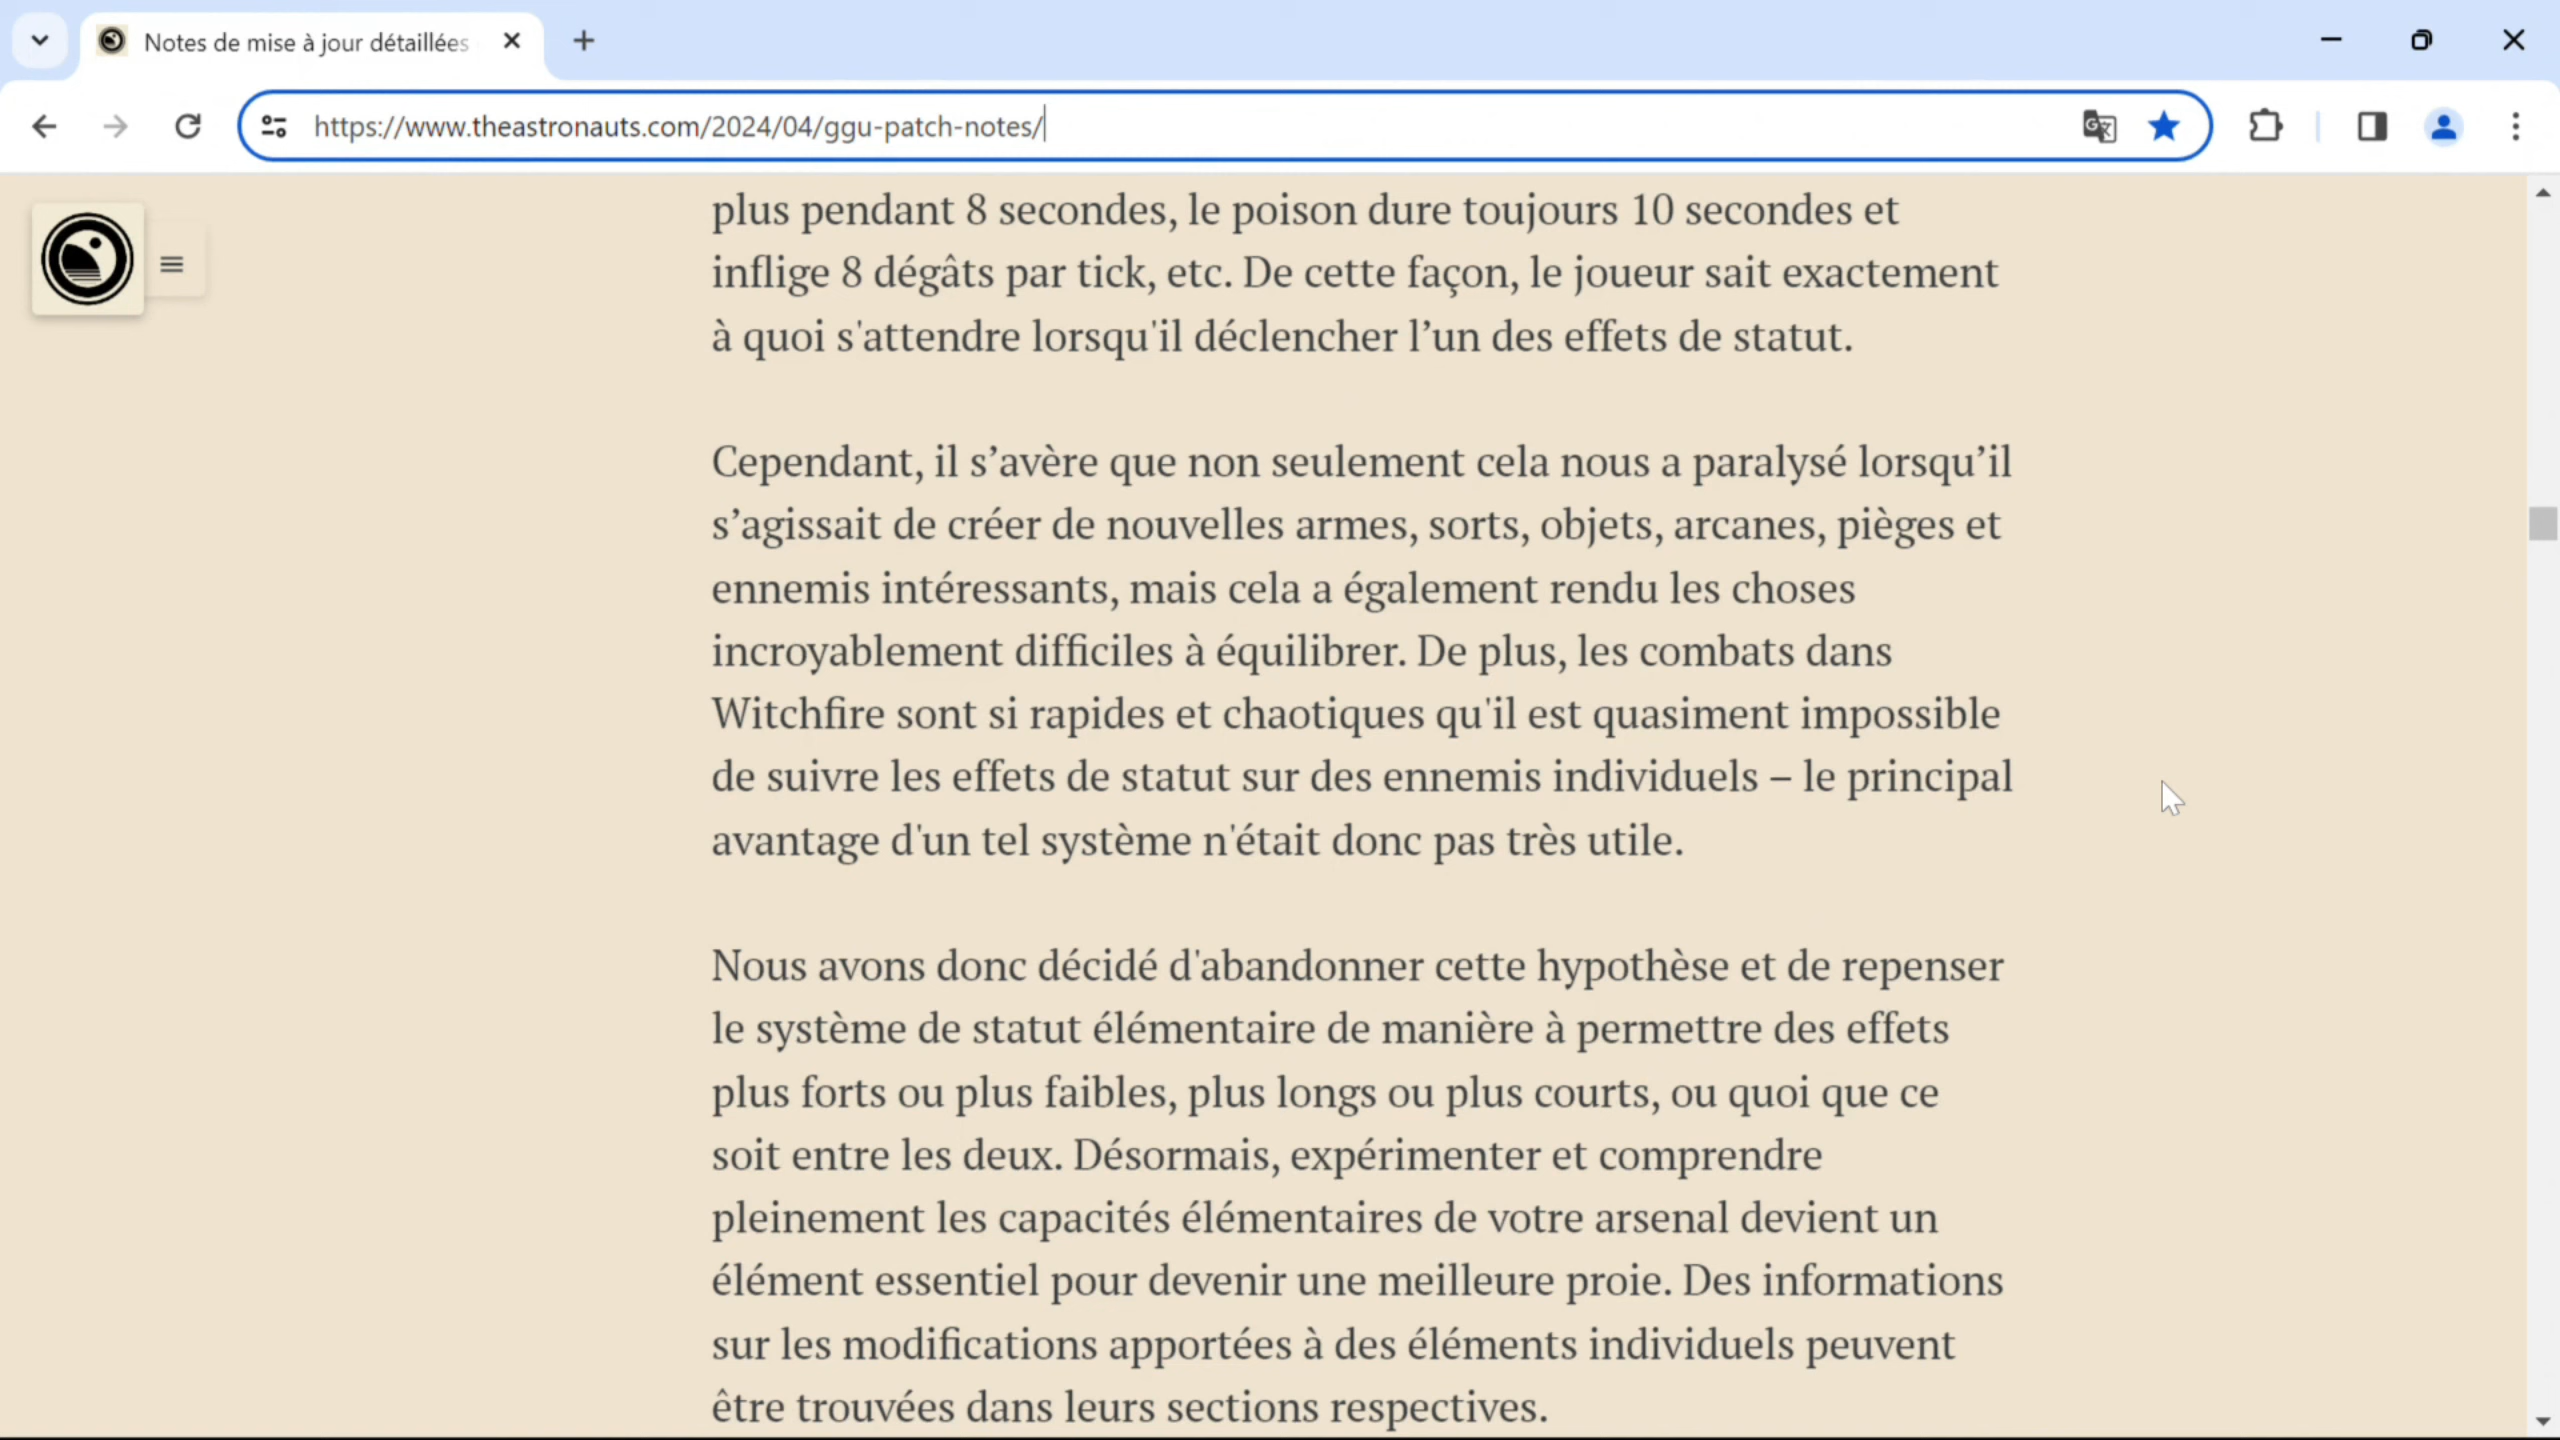 Notes de mise à jour détaillées
https://www.theastronauts.com/2024/04/ggu-patch-notes/
plus pendant 8 secondes, le poison dure toujours 10 secondes et
inflige 8 dégâts par tick, etc. De cette façon, le joueur sait exactement
à quoi s'attendre lorsqu'il déclencher l’un des effets de statut.
Cependant, il s’avère que non seulement cela nous a paralysé lorsqu’il
s’agissait de créer de nouvelles armes, sorts, objets, arcanes, pièges et
ennemis intéressants, mais cela a également rendu les choses
incroyablement difficiles à équilibrer. De plus, les combats dans
Witchfire sont si rapides et chaotiques qu'il est quasiment impossible
de suivre les effets de statut sur des ennemis individuels – le principal
avantage d'un tel système n'était donc pas très utile.
Nous avons donc décidé d'abandonner cette hypothèse et de repenser
le système de statut élémentaire de manière à permettre des effets
plus forts ou plus faibles, plus longs ou plus courts, ou quoi que ce
soit entre les deux. Désormais, expérimenter et comprendre
pleinement les capacités élémentaires de votre arsenal devient un
élément essentiel pour devenir une meilleure proie. Des informations
sur les modifications apportées à des éléments individuels peuvent
être trouvées dans leurs sections respectives.